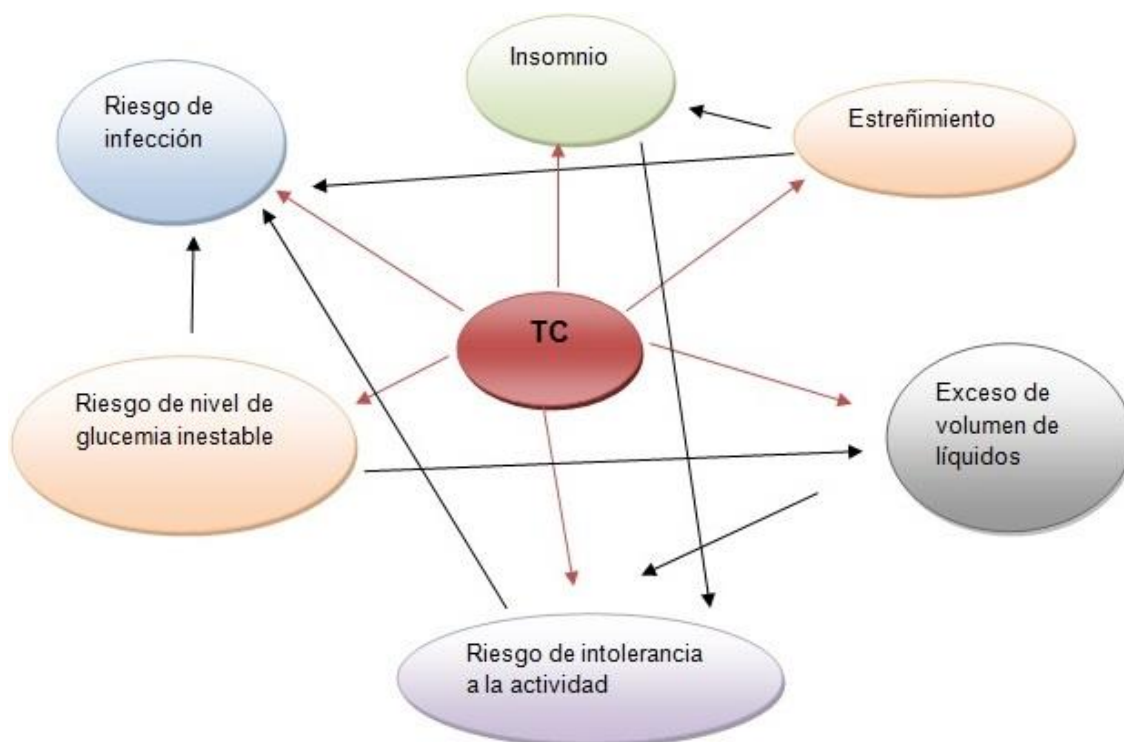 Insomnio
Riesgo de
infección
Estreñimiento
TC
Riesgo de nivel de
glucemia inestable
Exceso de
volumen de
líquidos
Riesgo de intolerancia
a la actividad